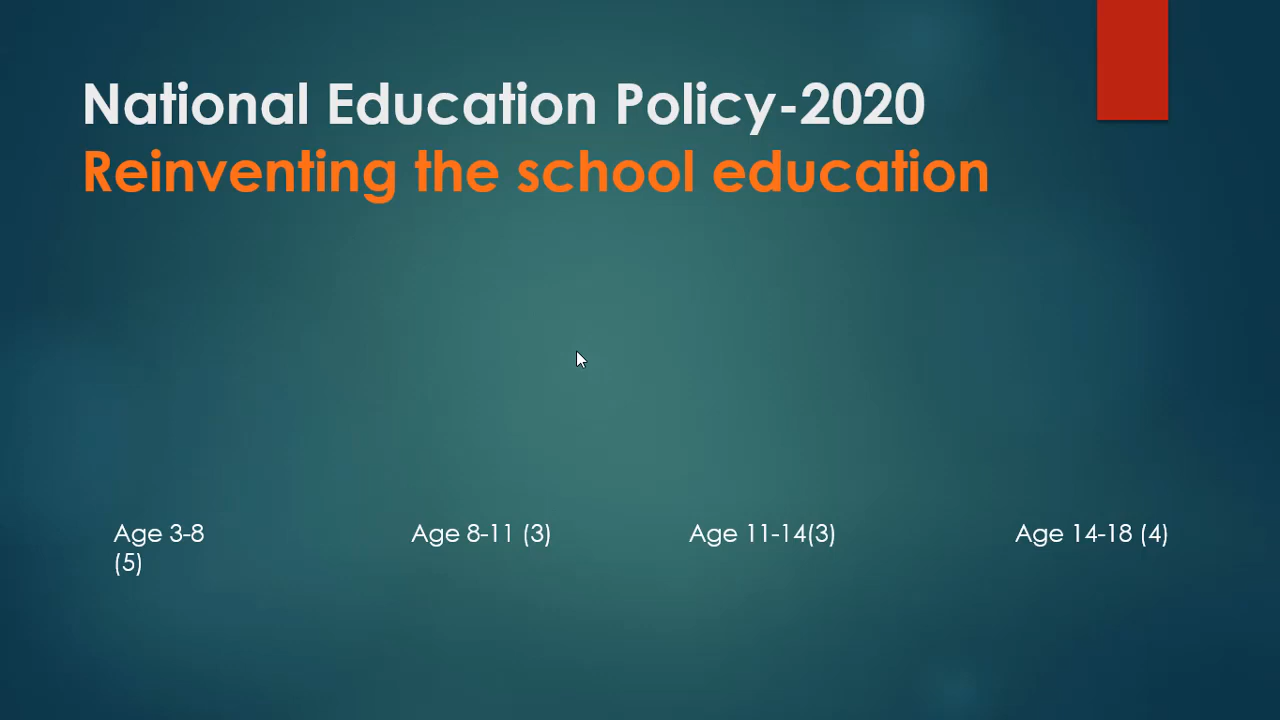 National Education Policy-2020
Reinventing the school education
Age 3-8
(5)
Age 8-11 (3)
Age 11-14(3)
Age 14-18 (4)